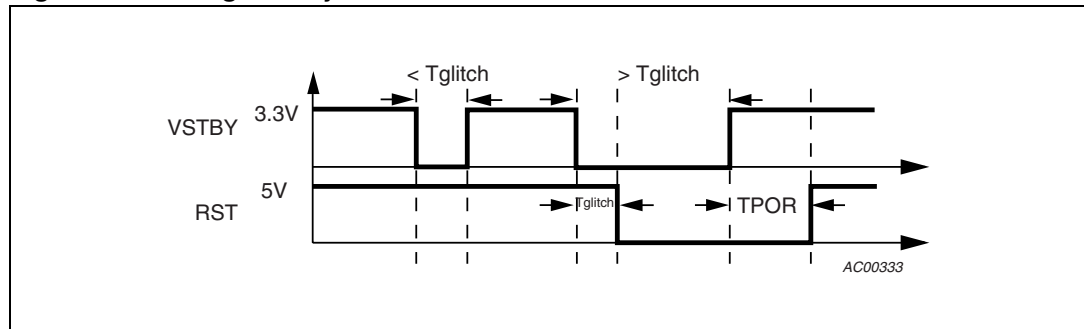 < Tglitch
> Tglitch
3.3V
VSTBY
5V
RST
Tglitch
TPOR
AC00333